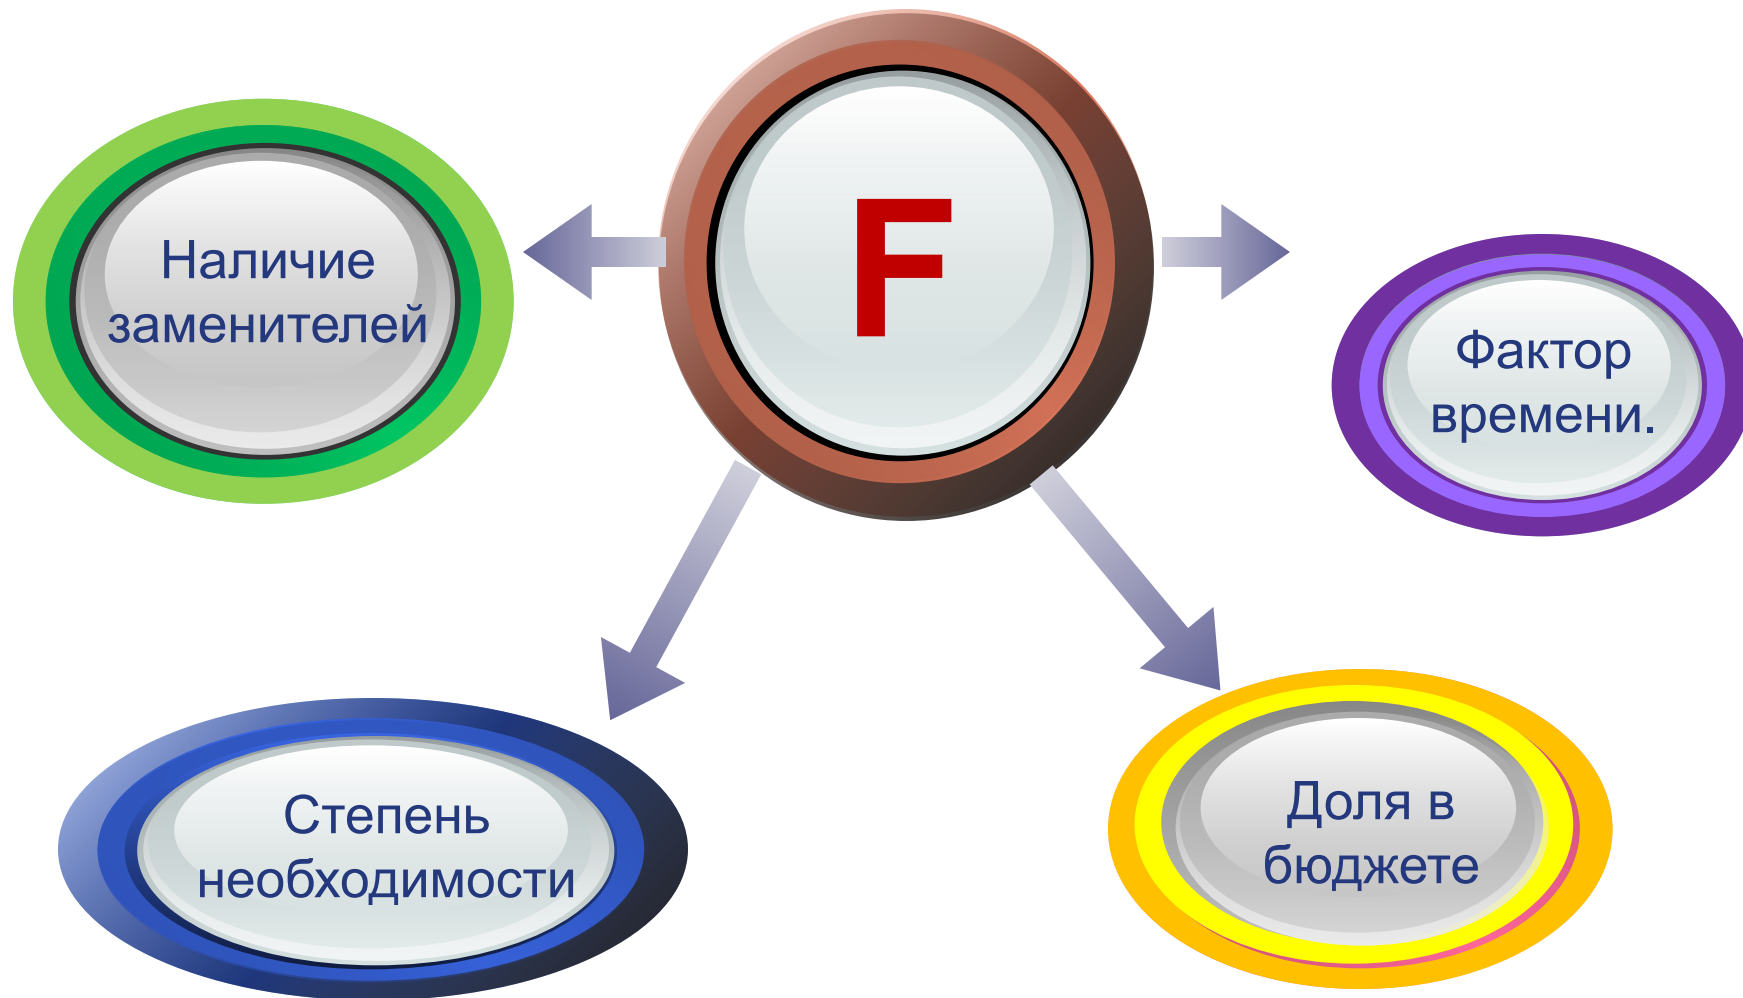 F
Наличие
заменителей
Фактор
времени.
Степень
необходимости
Доля в
бюджете